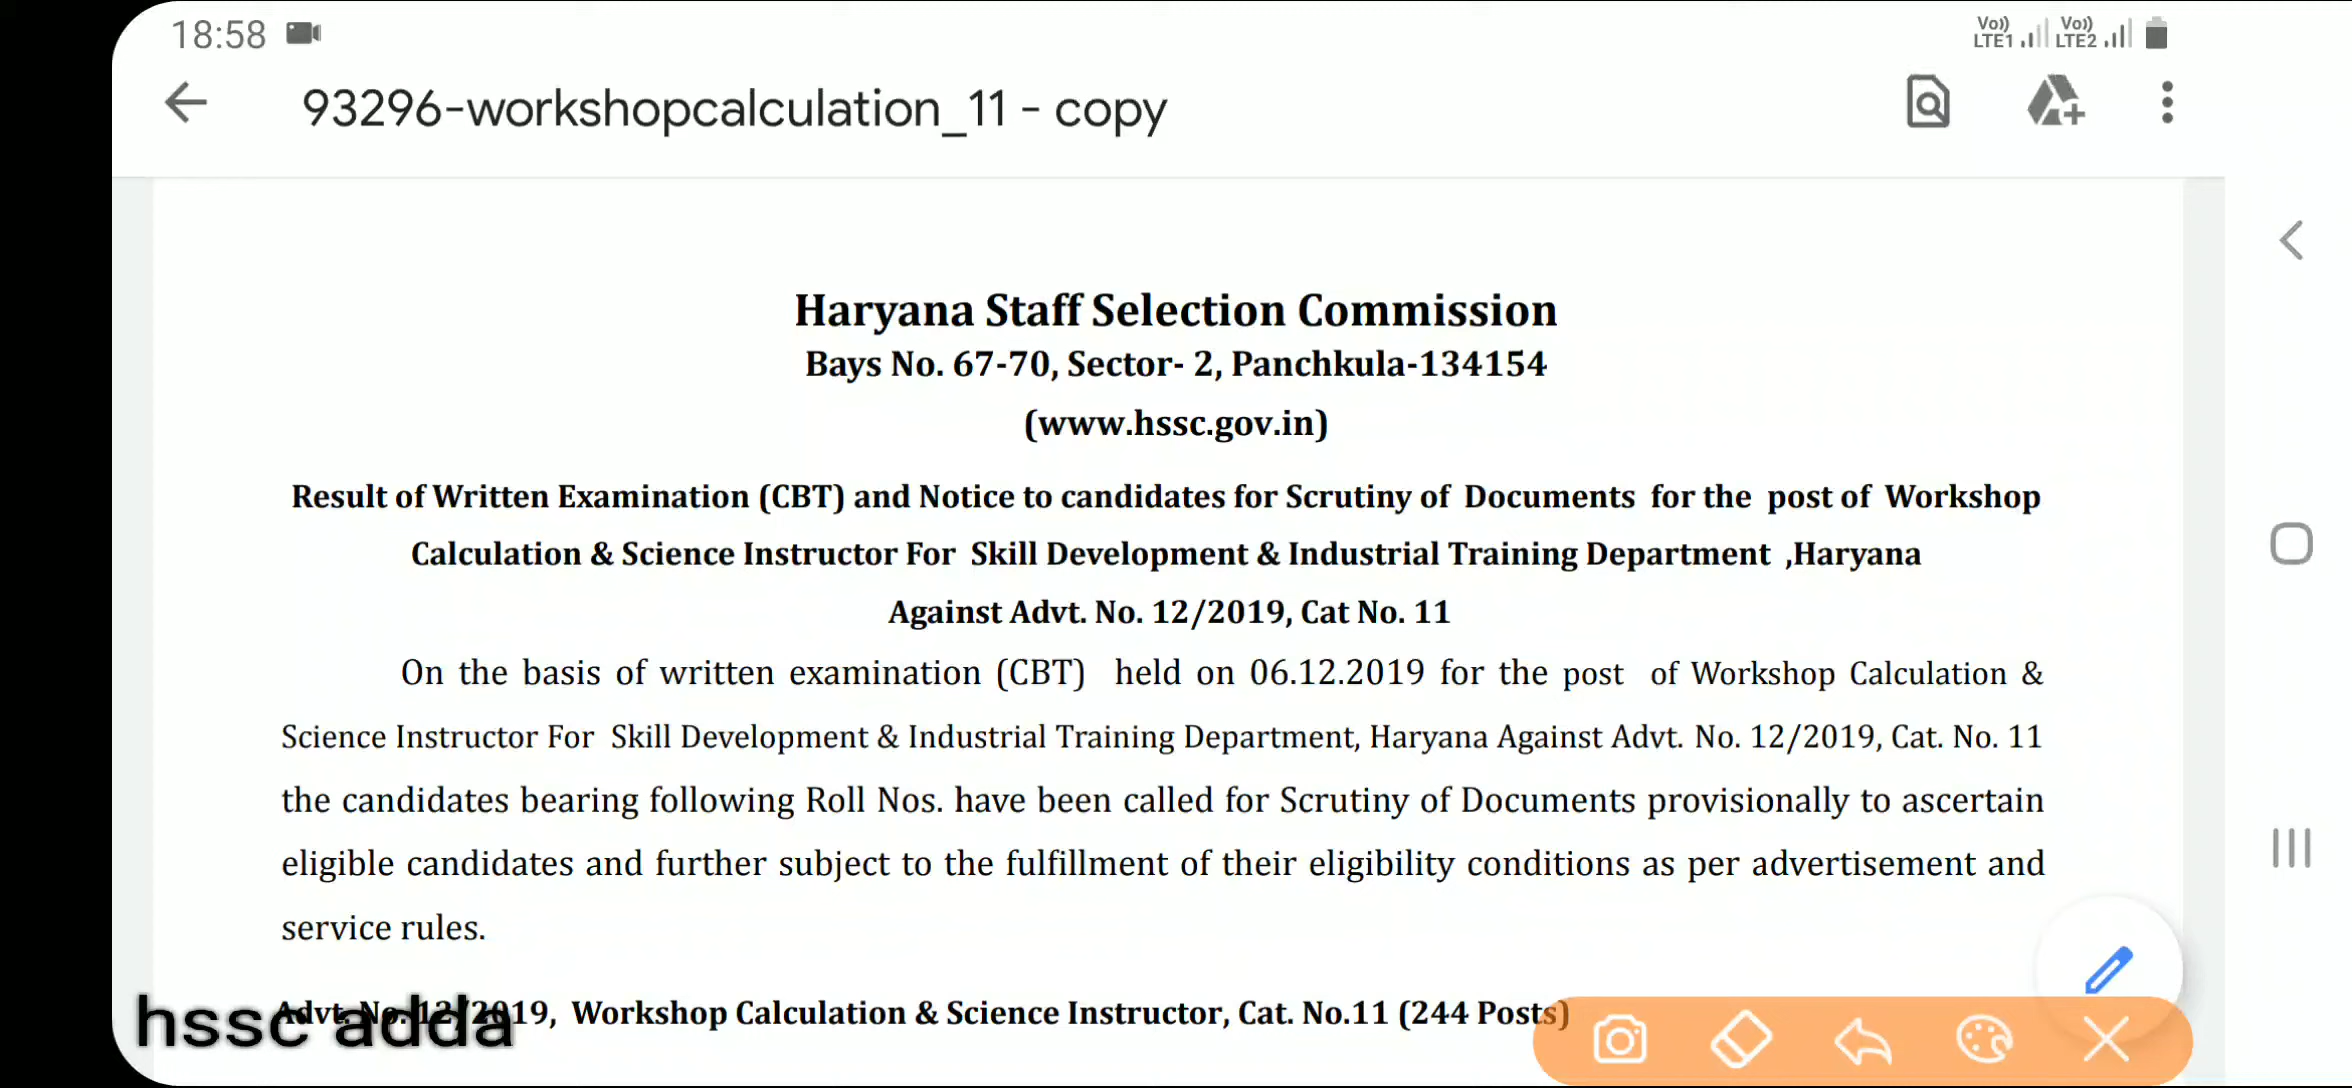 18:58
Vo)) LTE1 Vo)) LTE2
93296-workshopcalculation_11 - copy
Haryana Staff Selection Commission
Bays No. 67-70, Sector- 2, Panchkula-134154
(www.hssc.gov.in)
Result of Written Examination (CBT) and Notice to candidates for Scrutiny of Documents for the post of Workshop
Calculation & Science Instructor For Skill Development & Industrial Training Department ,Haryana
Against Advt. No. 12/2019, Cat No. 11
On the basis of written examination (CBT) held on 06.12.2019 for the post of Workshop Calculation &
Science Instructor For Skill Development & Industrial Training Department, Haryana Against Advt. No. 12/2019, Cat. No. 11
the candidates bearing following Roll Nos. have been called for Scrutiny of Documents provisionally to ascertain
eligible candidates and further subject to the fulfillment of their eligibility conditions as per advertisement and
service rules.
Advt. No. 12/2019, Workshop Calculation & Science Instructor, Cat. No.11 (244 Posts)
hssc adda